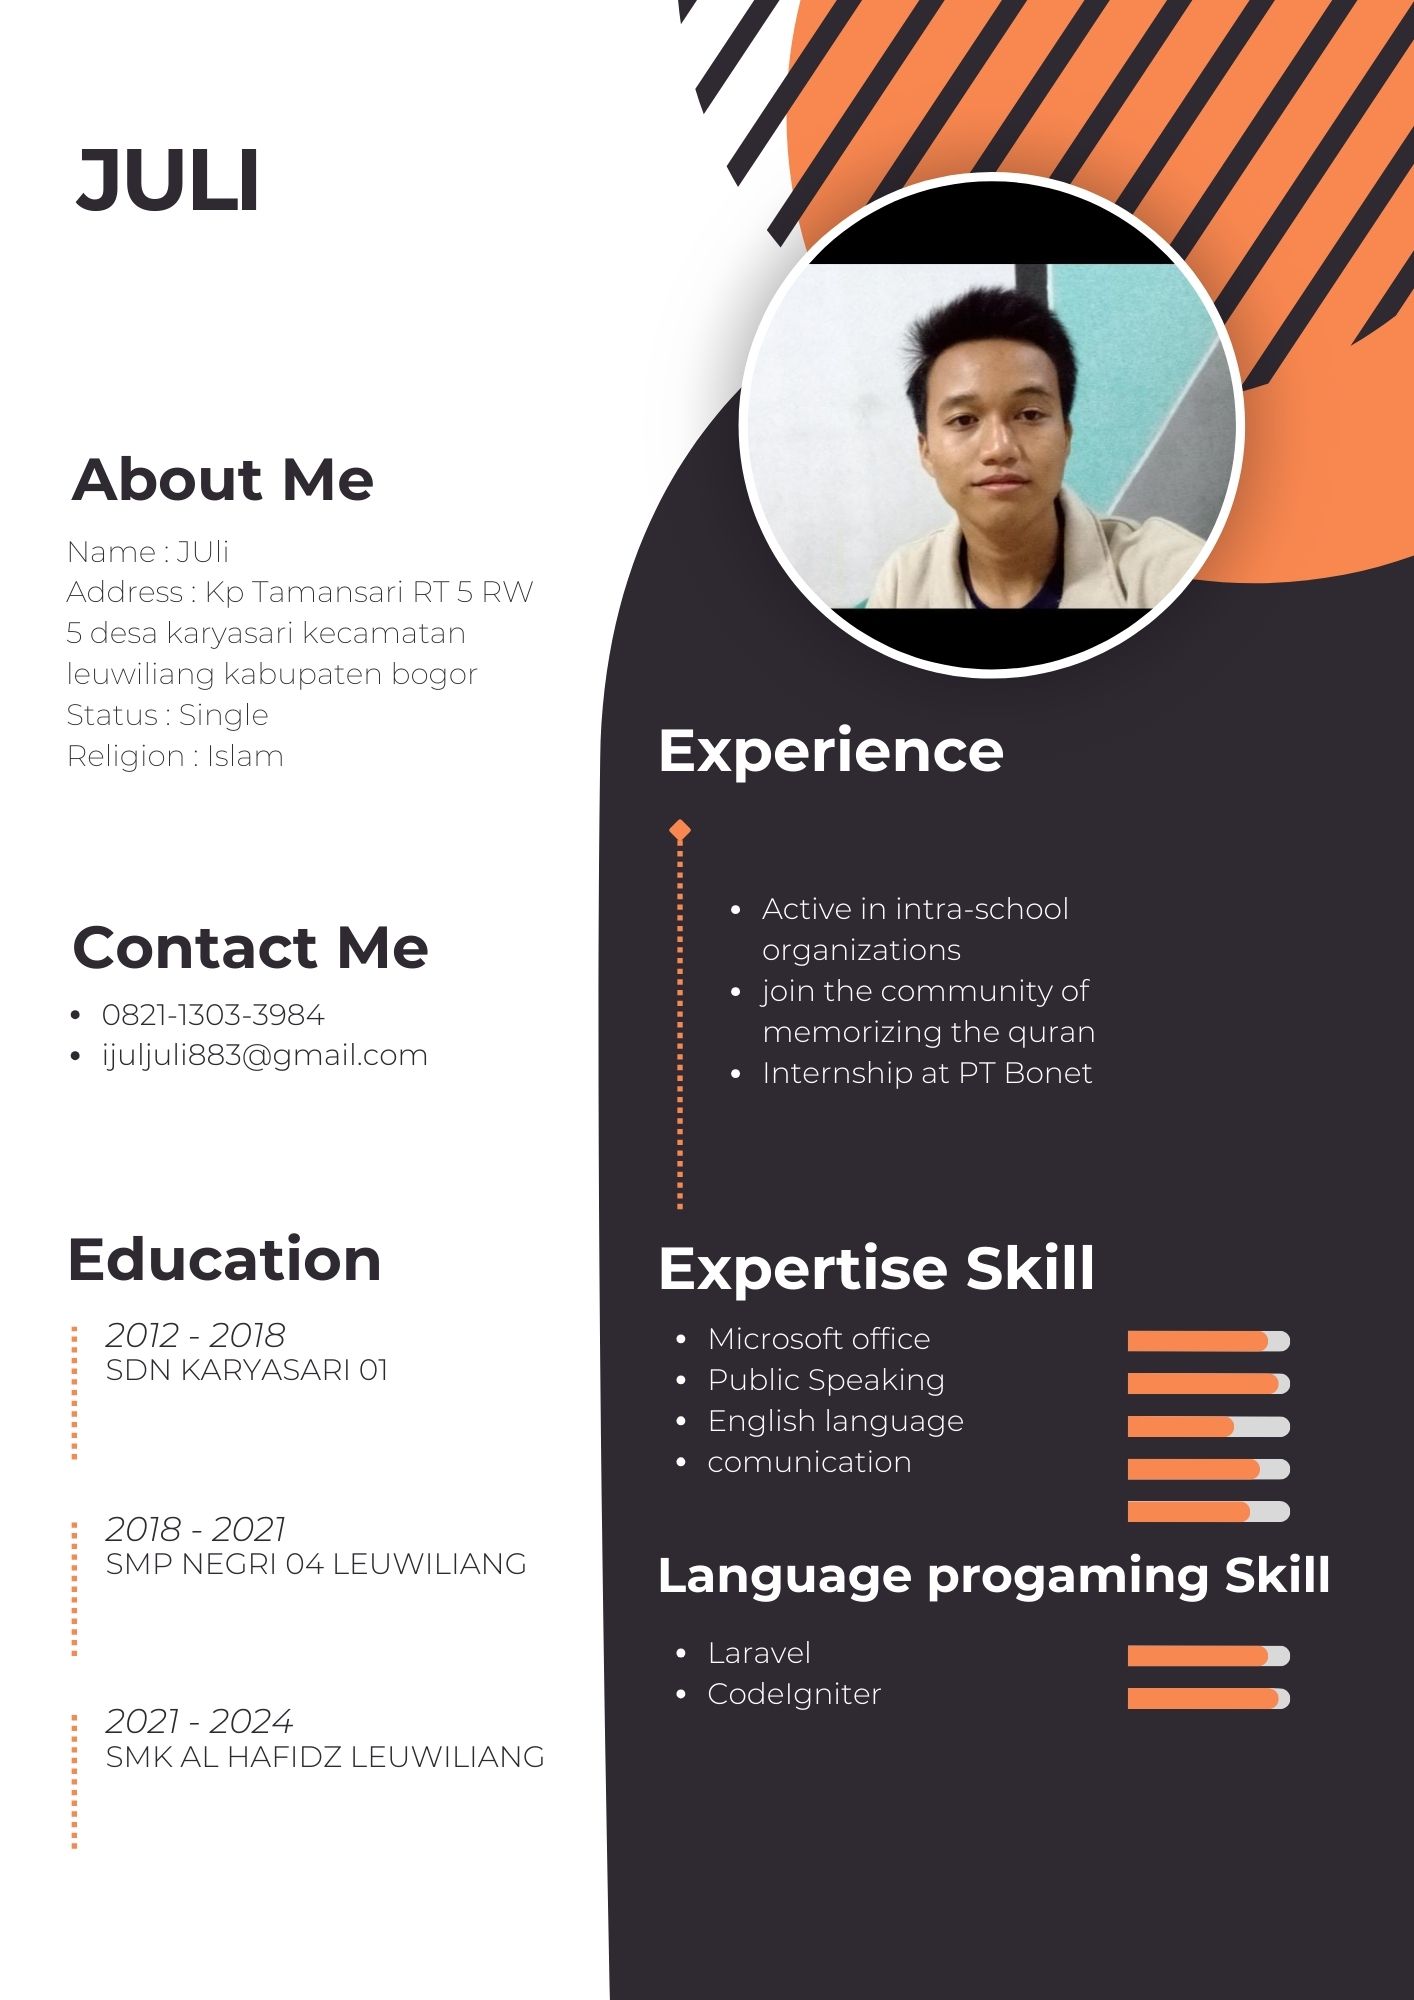 JULI
About Me
Name : JUli
Address : Kp Tamansari RT 5 RW
5 desa karyasari kecamatan
leuwiliang kabupaten bogor
Status : Single
Religion : Islam
Contact Me
• 0821-1303-3984
• ijuljuli883@gmail.com
Education
2012 - 2018
SDN KARYASARI 01
2018 - 2021
SMP NEGRI 04 LEUWILIANG
2021 - 2024
SMK AL HAFIDZ LEUWILIANG
Experience
• Active in intra-school
organizations
• join the community of
memorizing the quran
• Internship at PT Bonet
Expertise Skill
• Microsoft office
• Public Speaking
• English language
• comunication
Language progaming Skill
• Laravel
• CodeIgniter